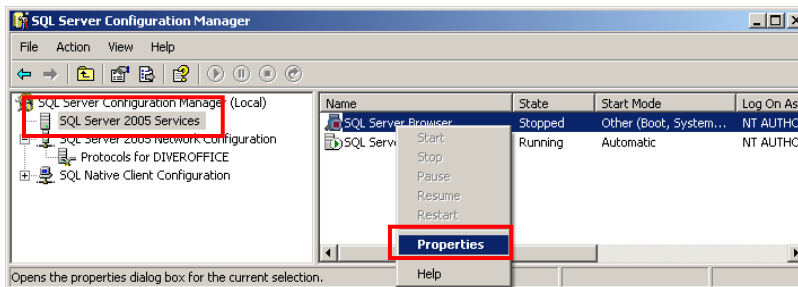 SQL Server Configuration Manager
File Action View Help
SQL Server Configuration Manager (Local)
SQL Server 2005 Services
SQL Server 2005 Network Configuration
Protocols for DIVEROFFICE
SQL Native Client Configuration
Name State Start Mode Log On As
SQL Server Browser Stopped Other (Boot, System... NT AUTHO
SQL Serv Running Automatic NT AUTHO
Start
Stop
Pause
Resume
Restart
Properties
Help
Opens the properties dialog box for the current selection.